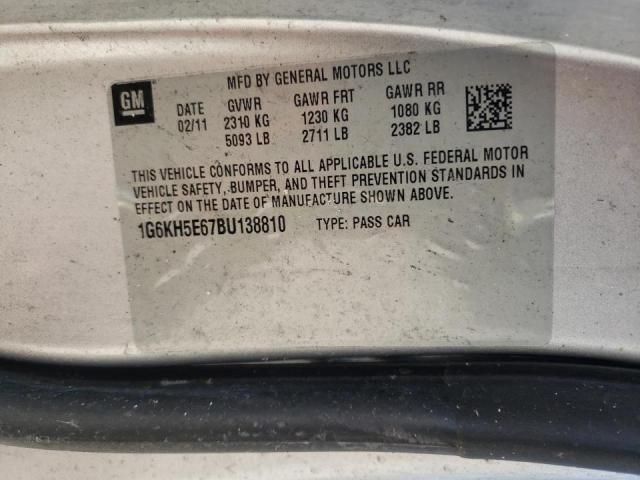 MFD BY GENERAL MOTORS LLC
GM
DATE GVWR GAWR FRT GAWR RR
02/11 2310 KG 1230 KG 1080 KG
5093 LB 2711 LB 2382 LB
THIS VEHICLE CONFORMS TO ALL APPLICABLE U.S. FEDERAL MOTOR
VEHICLE SAFETY, BUMPER, AND THEFT PREVENTION STANDARDS IN
EFFECT ON THE DATE OF MANUFACTURE SHOWN ABOVE.
1G6KH5E67BU138810 TYPE: PASS CAR